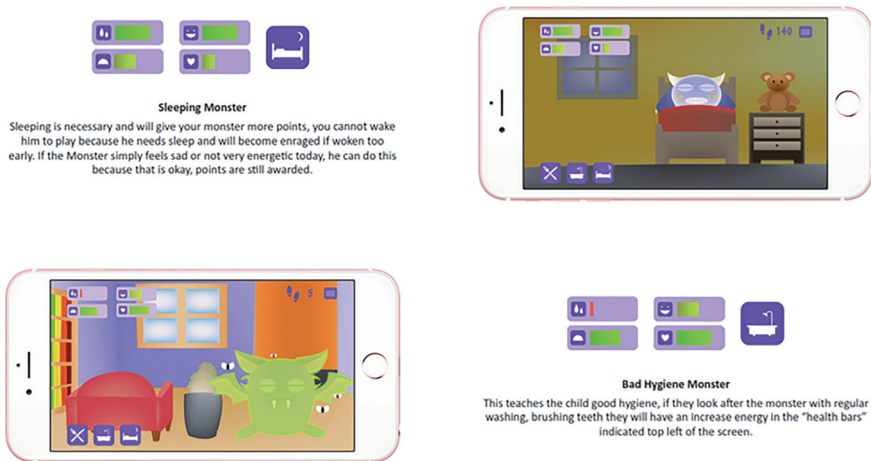 Sleeping Monster
Sleeping is necessary and will give your monster more points, you cannot wake
him to play because he needs sleep and will become enraged if woken too
early. If the Monster simply feels sad or not very energetic today, he can do this
because that is okay, points are still awarded.
140
5
Bad Hygiene Monster
This teaches the child good hygiene, if they look after the monster with regular
washing, brushing teeth they will have an increase energy in the “health bars”
indicated top left of the screen.